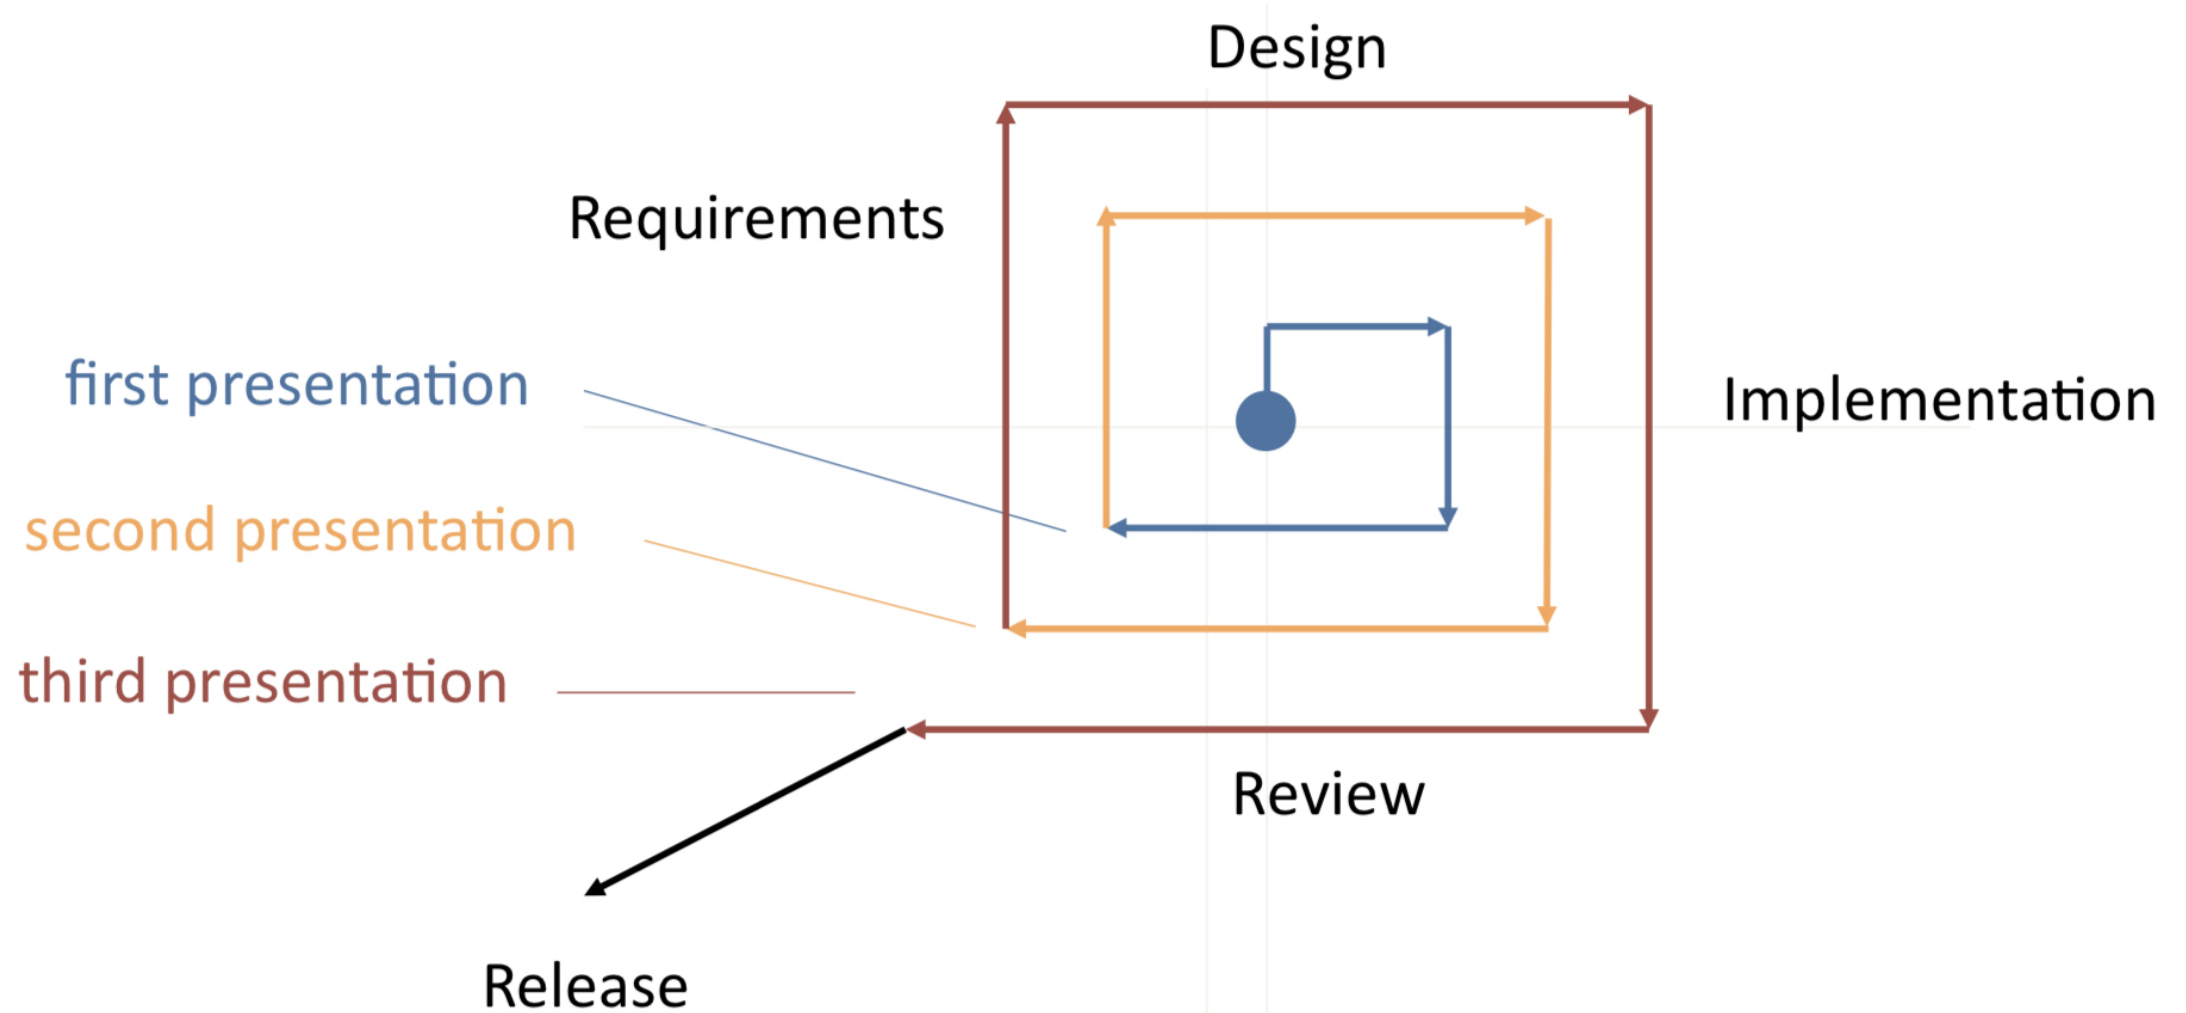 Design
Requirements
first presentation
Implementation
second presentation
third presentation
Review
Release